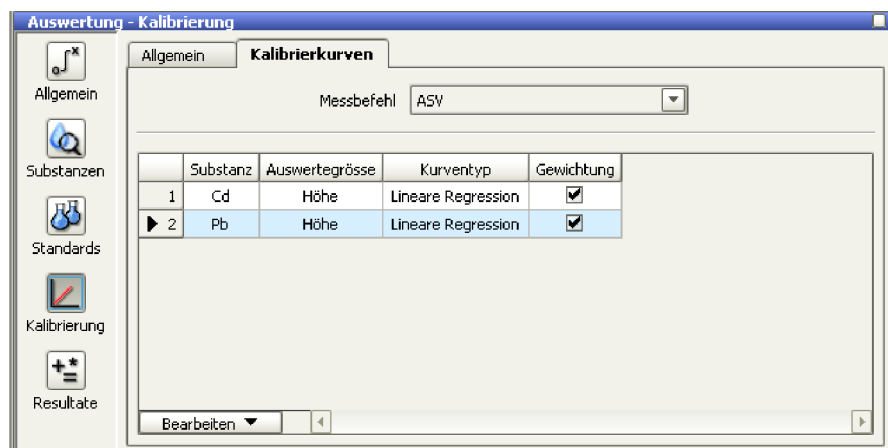 Auswertung - Kalibrierung
Allgemein
Substanzen
Standards
Kalibrierung
Resultate
Allgemein Kalibrierkurven
Messbefehl ASV
Substanz Auswertegrösse Kurventyp Gewichtung
1 Cd Höhe Lineare Regression
2 Pb Höhe Lineare Regression
Bearbeiten